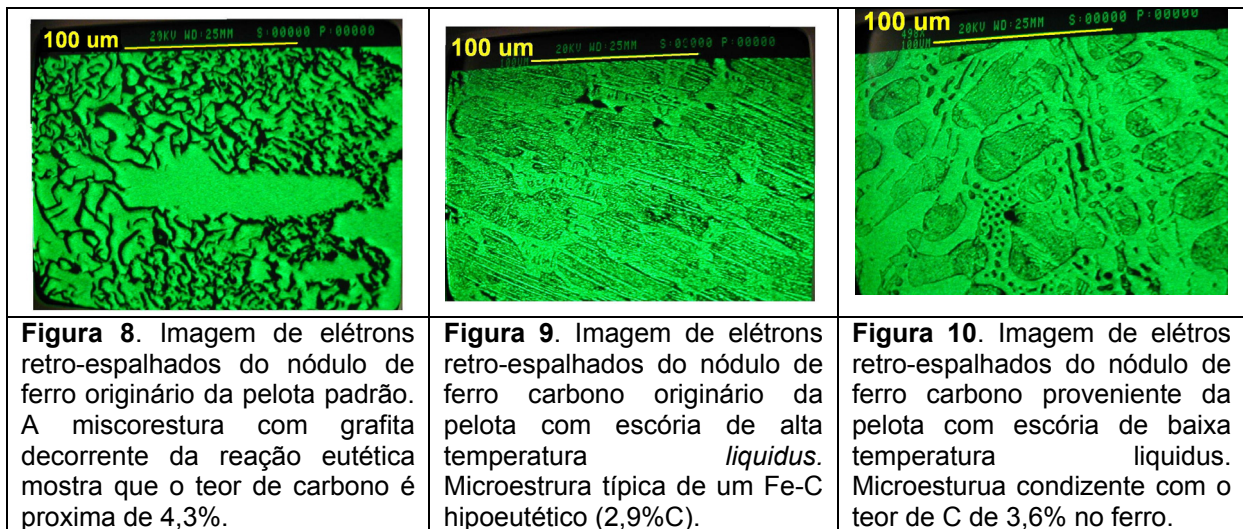 100 um
29KV WD:25MM S:00000 P:00000
100 um
20KV WD:25MM S:00000 P:00000
100UM
100 um
498X 20KV WD:25MM S:00000 P:00000
100UM
Figura 8. Imagem de elétrons
retro-espalhados do nódulo de
ferro originário da pelota padrão.
A miscorestura com grafita
decorrente da reação eutética
mostra que o teor de carbono é
proxima de 4,3%.
Figura 9. Imagem de elétrons
retro-espalhados do nódulo de
ferro carbono originário da
pelota com escória de alta
temperatura liquidus.
Microestrura típica de um Fe-C
hipoeutético (2,9%C).
Figura 10. Imagem de elétros
retro-espalhados do nódulo de
ferro carbono proveniente da
pelota com escória de baixa
temperatura liquidus.
Microesturua condizente com o
teor de C de 3,6% no ferro.